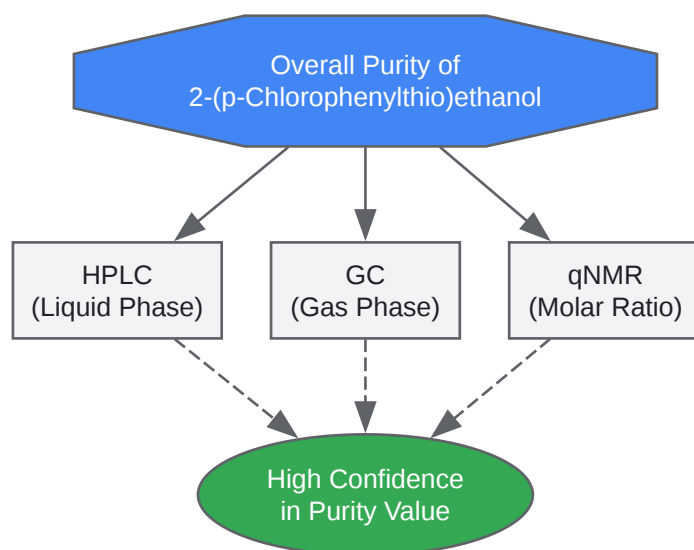 Overall Purity of
2-(p-Chlorophenylthio)ethanol
HPLC
(Liquid Phase)
GC
(Gas Phase)
qNMR
(Molar Ratio)
High Confidence
in Purity Value